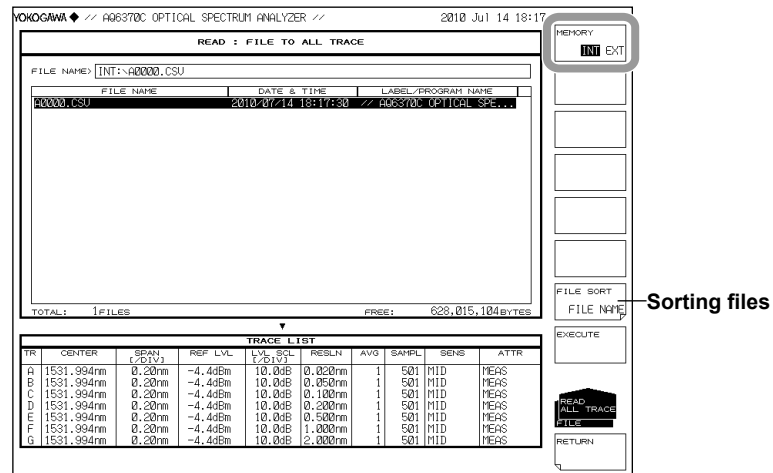 YOKOGAWA ◆ // AQ6370C OPTICAL SPECTRUM ANALYZER // 2010 Jul 14 18:17
READ : FILE TO ALL TRACE
FILE NAME> INT:\A0000.CSV
FILE NAME DATE & TIME LABEL/PROGRAM NAME
A0000.CSV 2010/07/14 18:17:30 // AQ6370C OPTICAL SPE...
TOTAL: 1FILES FREE: 628,015,104BYTES
▼
TRACE LIST
TR CENTER SPAN [/DIV] REF LVL LVL SCL [/DIV] RESLN AVG SAMPL SENS ATTR
A 1531.994nm 0.20nm -4.4dBm 10.0dB 0.020nm 1 501 MID MEAS
B 1531.994nm 0.20nm -4.4dBm 10.0dB 0.050nm 1 501 MID MEAS
C 1531.994nm 0.20nm -4.4dBm 10.0dB 0.100nm 1 501 MID MEAS
D 1531.994nm 0.20nm -4.4dBm 10.0dB 0.200nm 1 501 MID MEAS
E 1531.994nm 0.20nm -4.4dBm 10.0dB 0.500nm 1 501 MID MEAS
F 1531.994nm 0.20nm -4.4dBm 10.0dB 1.000nm 1 501 MID MEAS
G 1531.994nm 0.20nm -4.4dBm 10.0dB 2.000nm 1 501 MID MEAS
MEMORY
INT EXT
FILE SORT
FILE NAME
Sorting files
EXECUTE
READ
ALL TRACE
FILE
RETURN